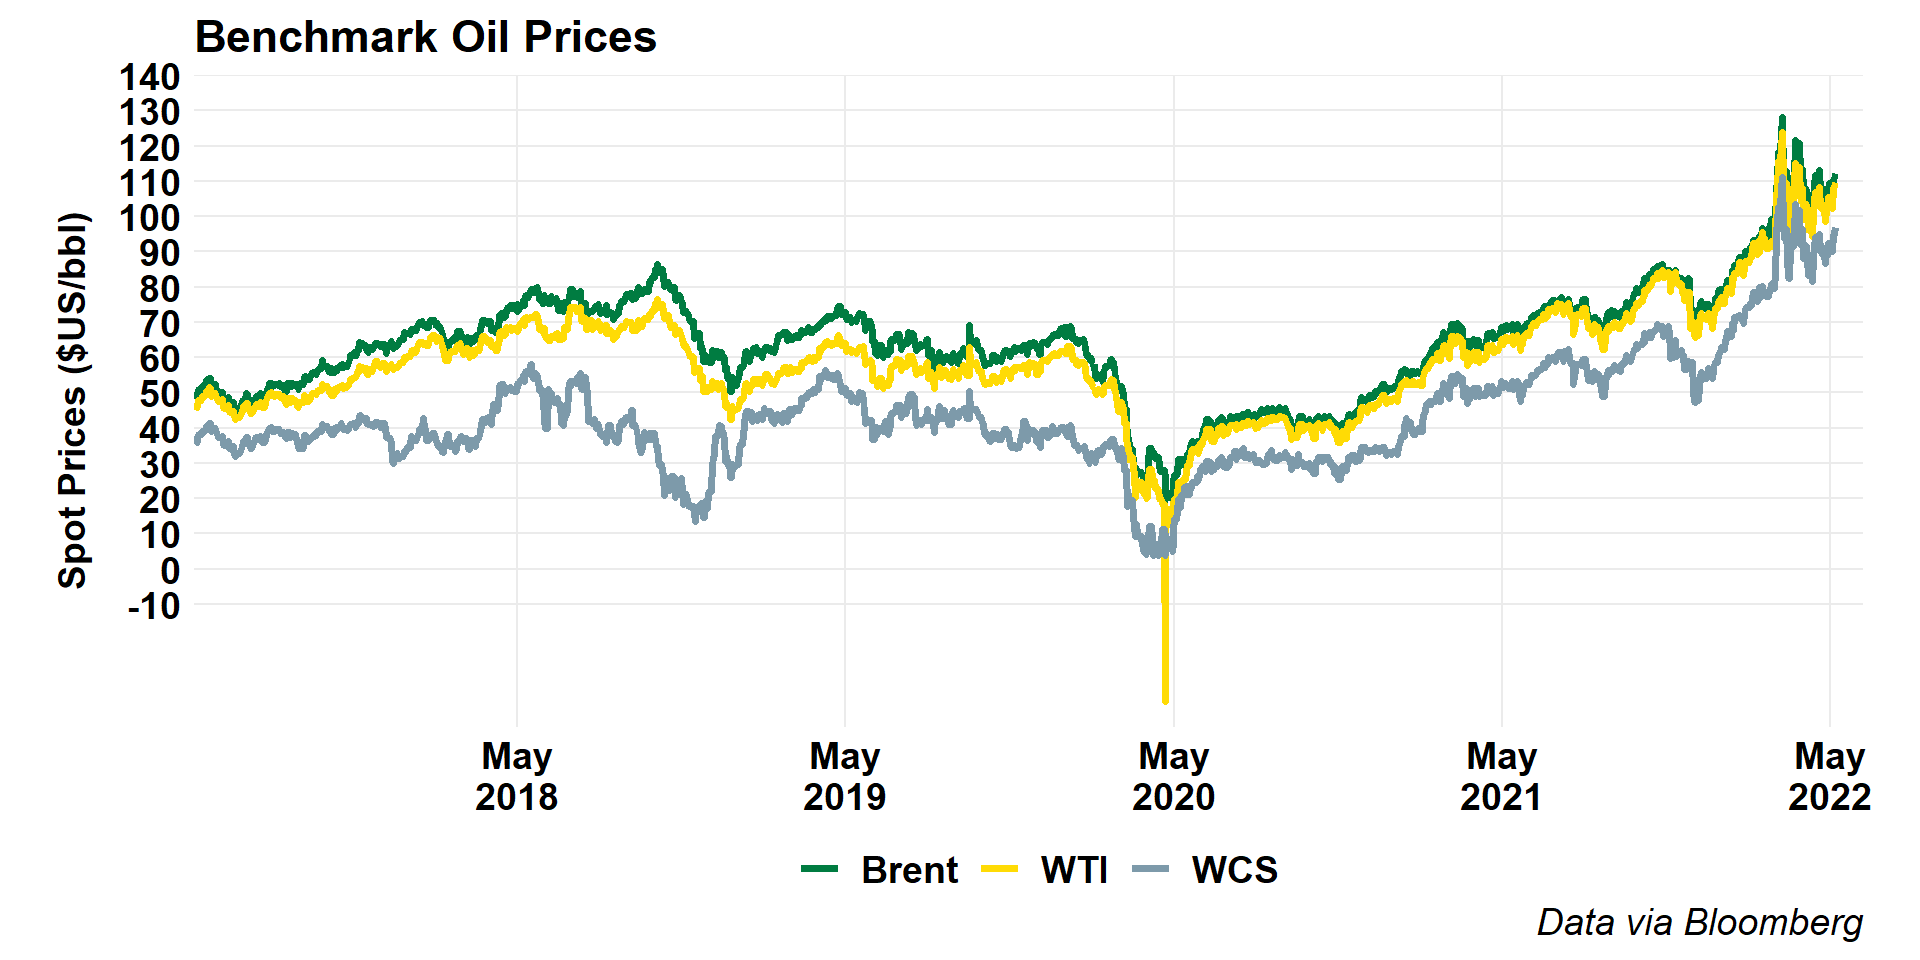 Benchmark Oil Prices
Spot Prices ($US/bbl)
140
130
120
110
100
90
80
70
60
50
40
30
20
10
0
-10
May
2018
May
2019
May
2020
May
2021
May
2022
Brent
WTI
WCS
Data via Bloomberg